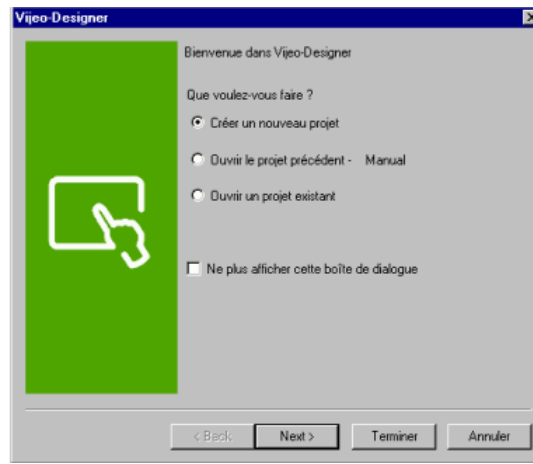 Vijeo-Designer
Bienvenue dans Vijeo-Designer
Que voulez-vous faire ?
Créer un nouveau projet
Ouvrir le projet précédent - Manual
Ouvrir un projet existant
Ne plus afficher cette boîte de dialogue
< Back Next > Terminer Annuler